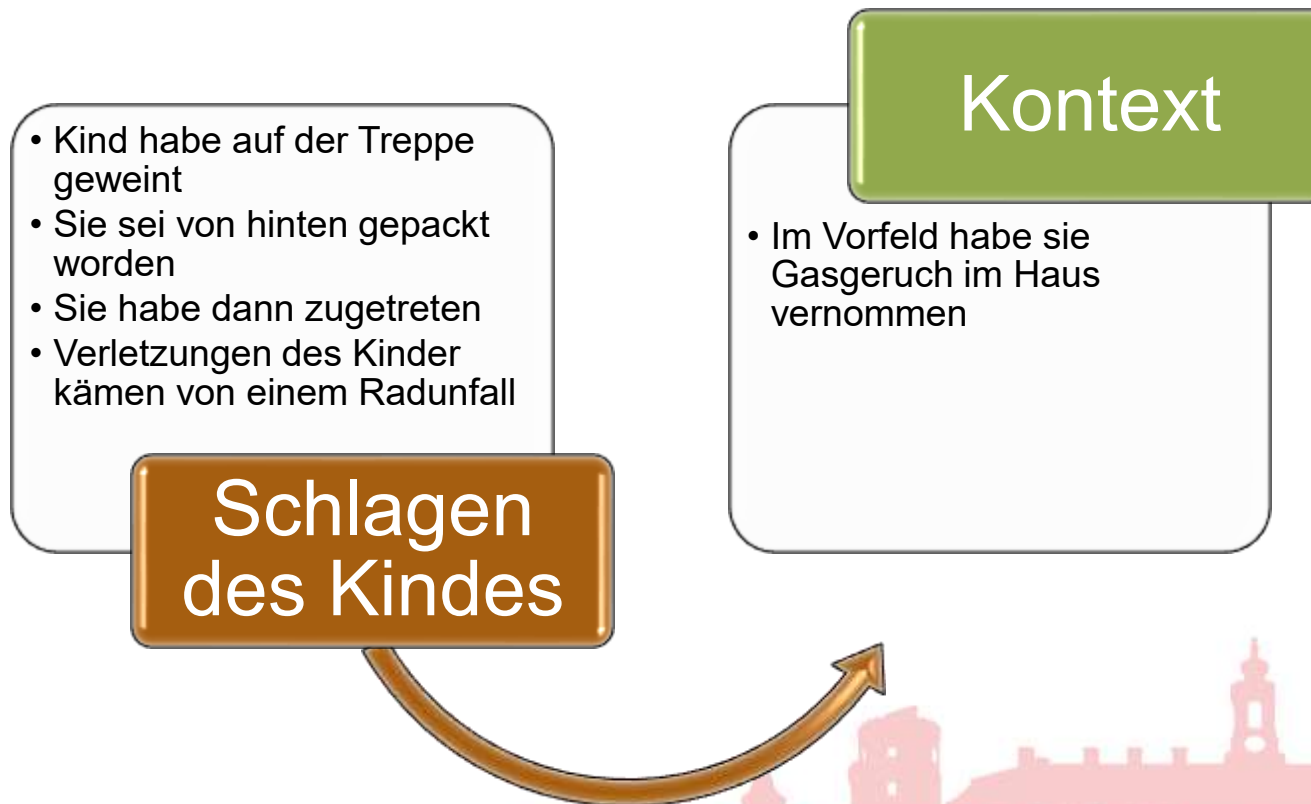 • Kind habe auf der Treppe
geweint
• Sie sei von hinten gepackt
worden
• Sie habe dann zugetreten
• Verletzungen des Kinder
kämen von einem Radunfall
Schlagen
des Kindes
Kontext
• Im Vorfeld habe sie
Gasgeruch im Haus
vernommen